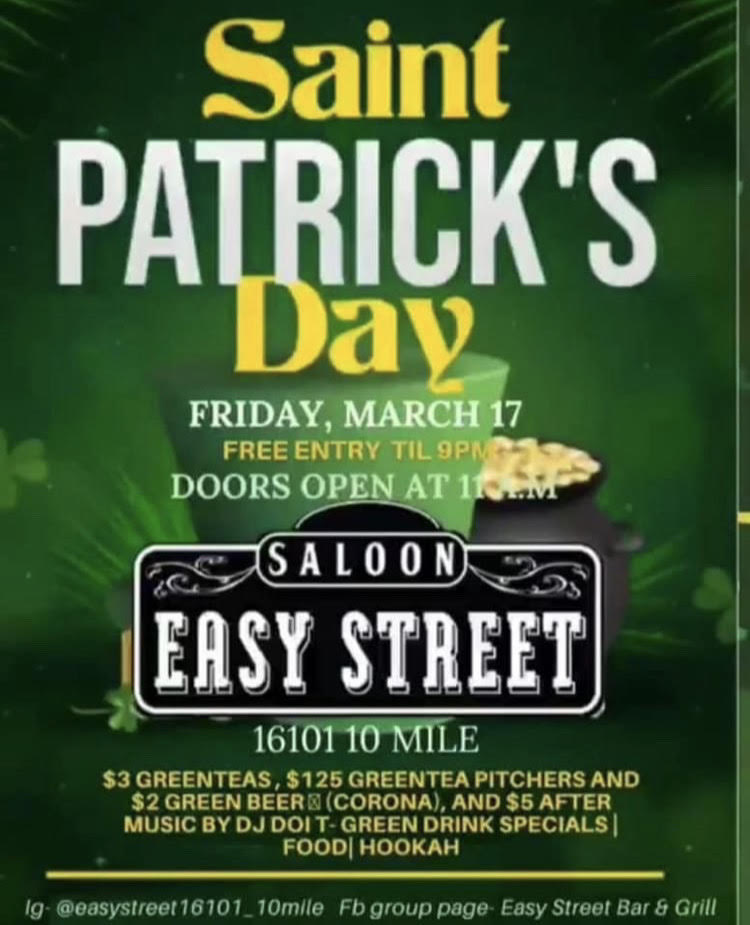 Saint
PATRICK'S
Day
FRIDAY, MARCH 17
FREE ENTRY TIL 9PM
DOORS OPEN AT 11 A.M
SALOON
EASY STREET
16101 10 MILE
$3 GREENTEAS, $125 GREENTEA PITCHERS AND
$2 GREEN BEER (CORONA), AND $5 AFTER
MUSIC BY DJ DOI T- GREEN DRINK SPECIALS|
FOOD| HOOKAH
Ig- @easystreet16101_10mile Fb group page- Easy Street Bar & Grill